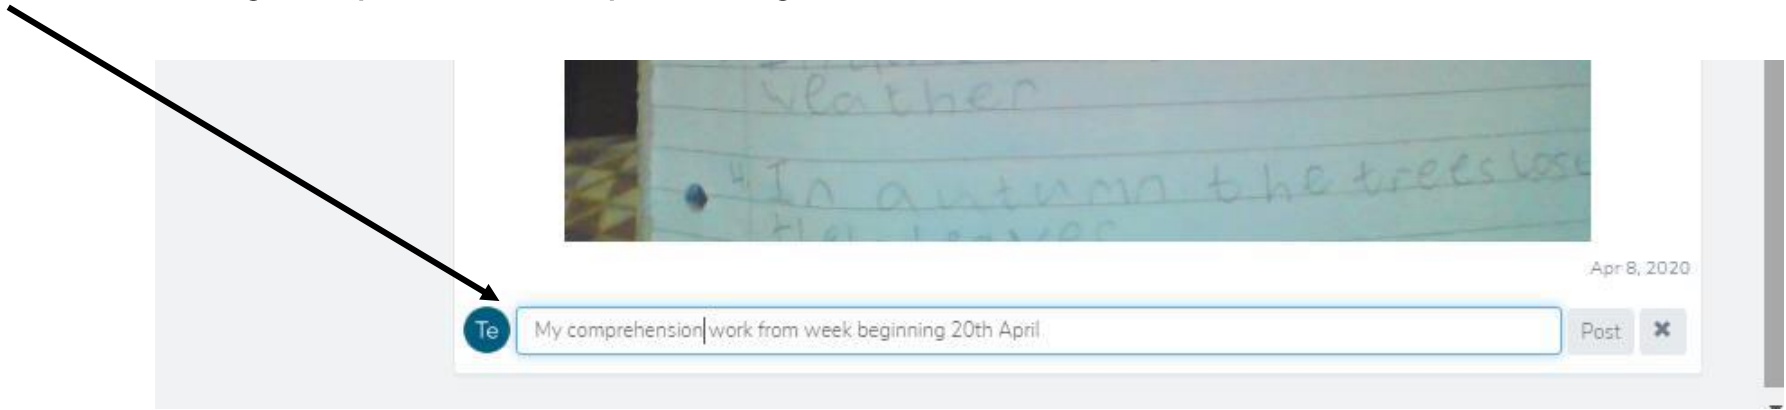 weather
4. In autumn the trees lose
Apr 8, 2020
Te
My comprehension work from week beginning 20th April
Post